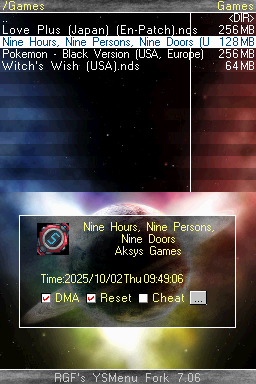 /Games Games
.. <DIR>
Love Plus (Japan) (En-Patch).nds 256MB
Nine Hours, Nine Persons, Nine Doors (U 128MB
Pokemon - Black Version (USA, Europe) 256MB
Witch's Wish (USA).nds 64MB
Nine Hours, Nine Persons,
Nine Doors
Aksys Games
Time:2025/10/02Thu 09:49:06
DMA Reset Cheat ...
RGF's YSMenu Fork 7.06